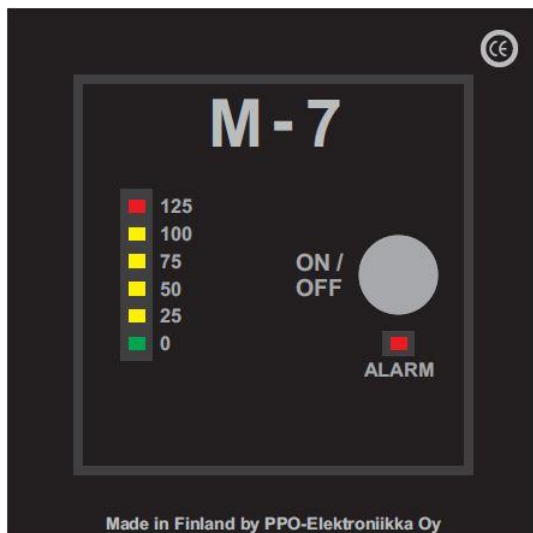 CE
M - 7
125
100
75
50
25
0
ON /
OFF
ALARM
Made in Finland by PPO-Elektroniikka Oy